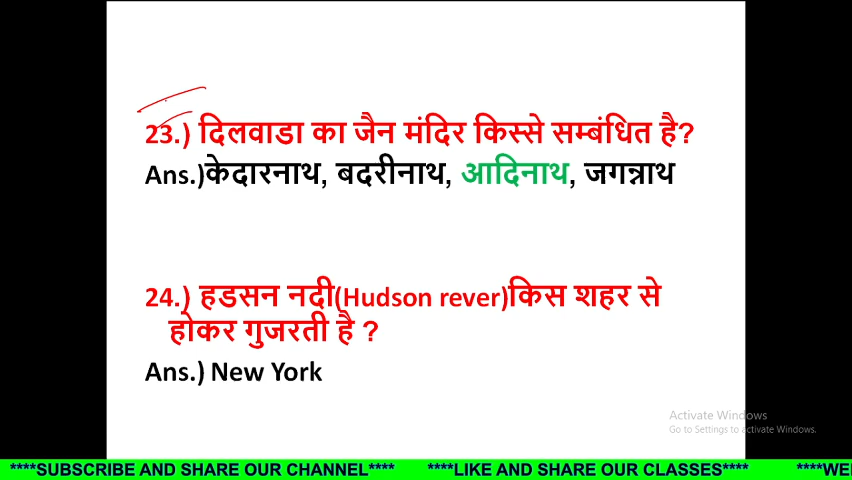 23.) दिलवाडा का जैन मंदिर किस्से सम्बंधित है?
Ans.)केदारनाथ, बदरीनाथ, आदिनाथ, जगन्नाथ
24.) हडसन नदी(Hudson rever)किस शहर से
होकर गुजरती है ?
Ans.) New York
Activate Windows
Go to Settings to activate Windows.
****SUBSCRIBE AND SHARE OUR CHANNEL**** ****LIKE AND SHARE OUR CLASSES**** ****WE